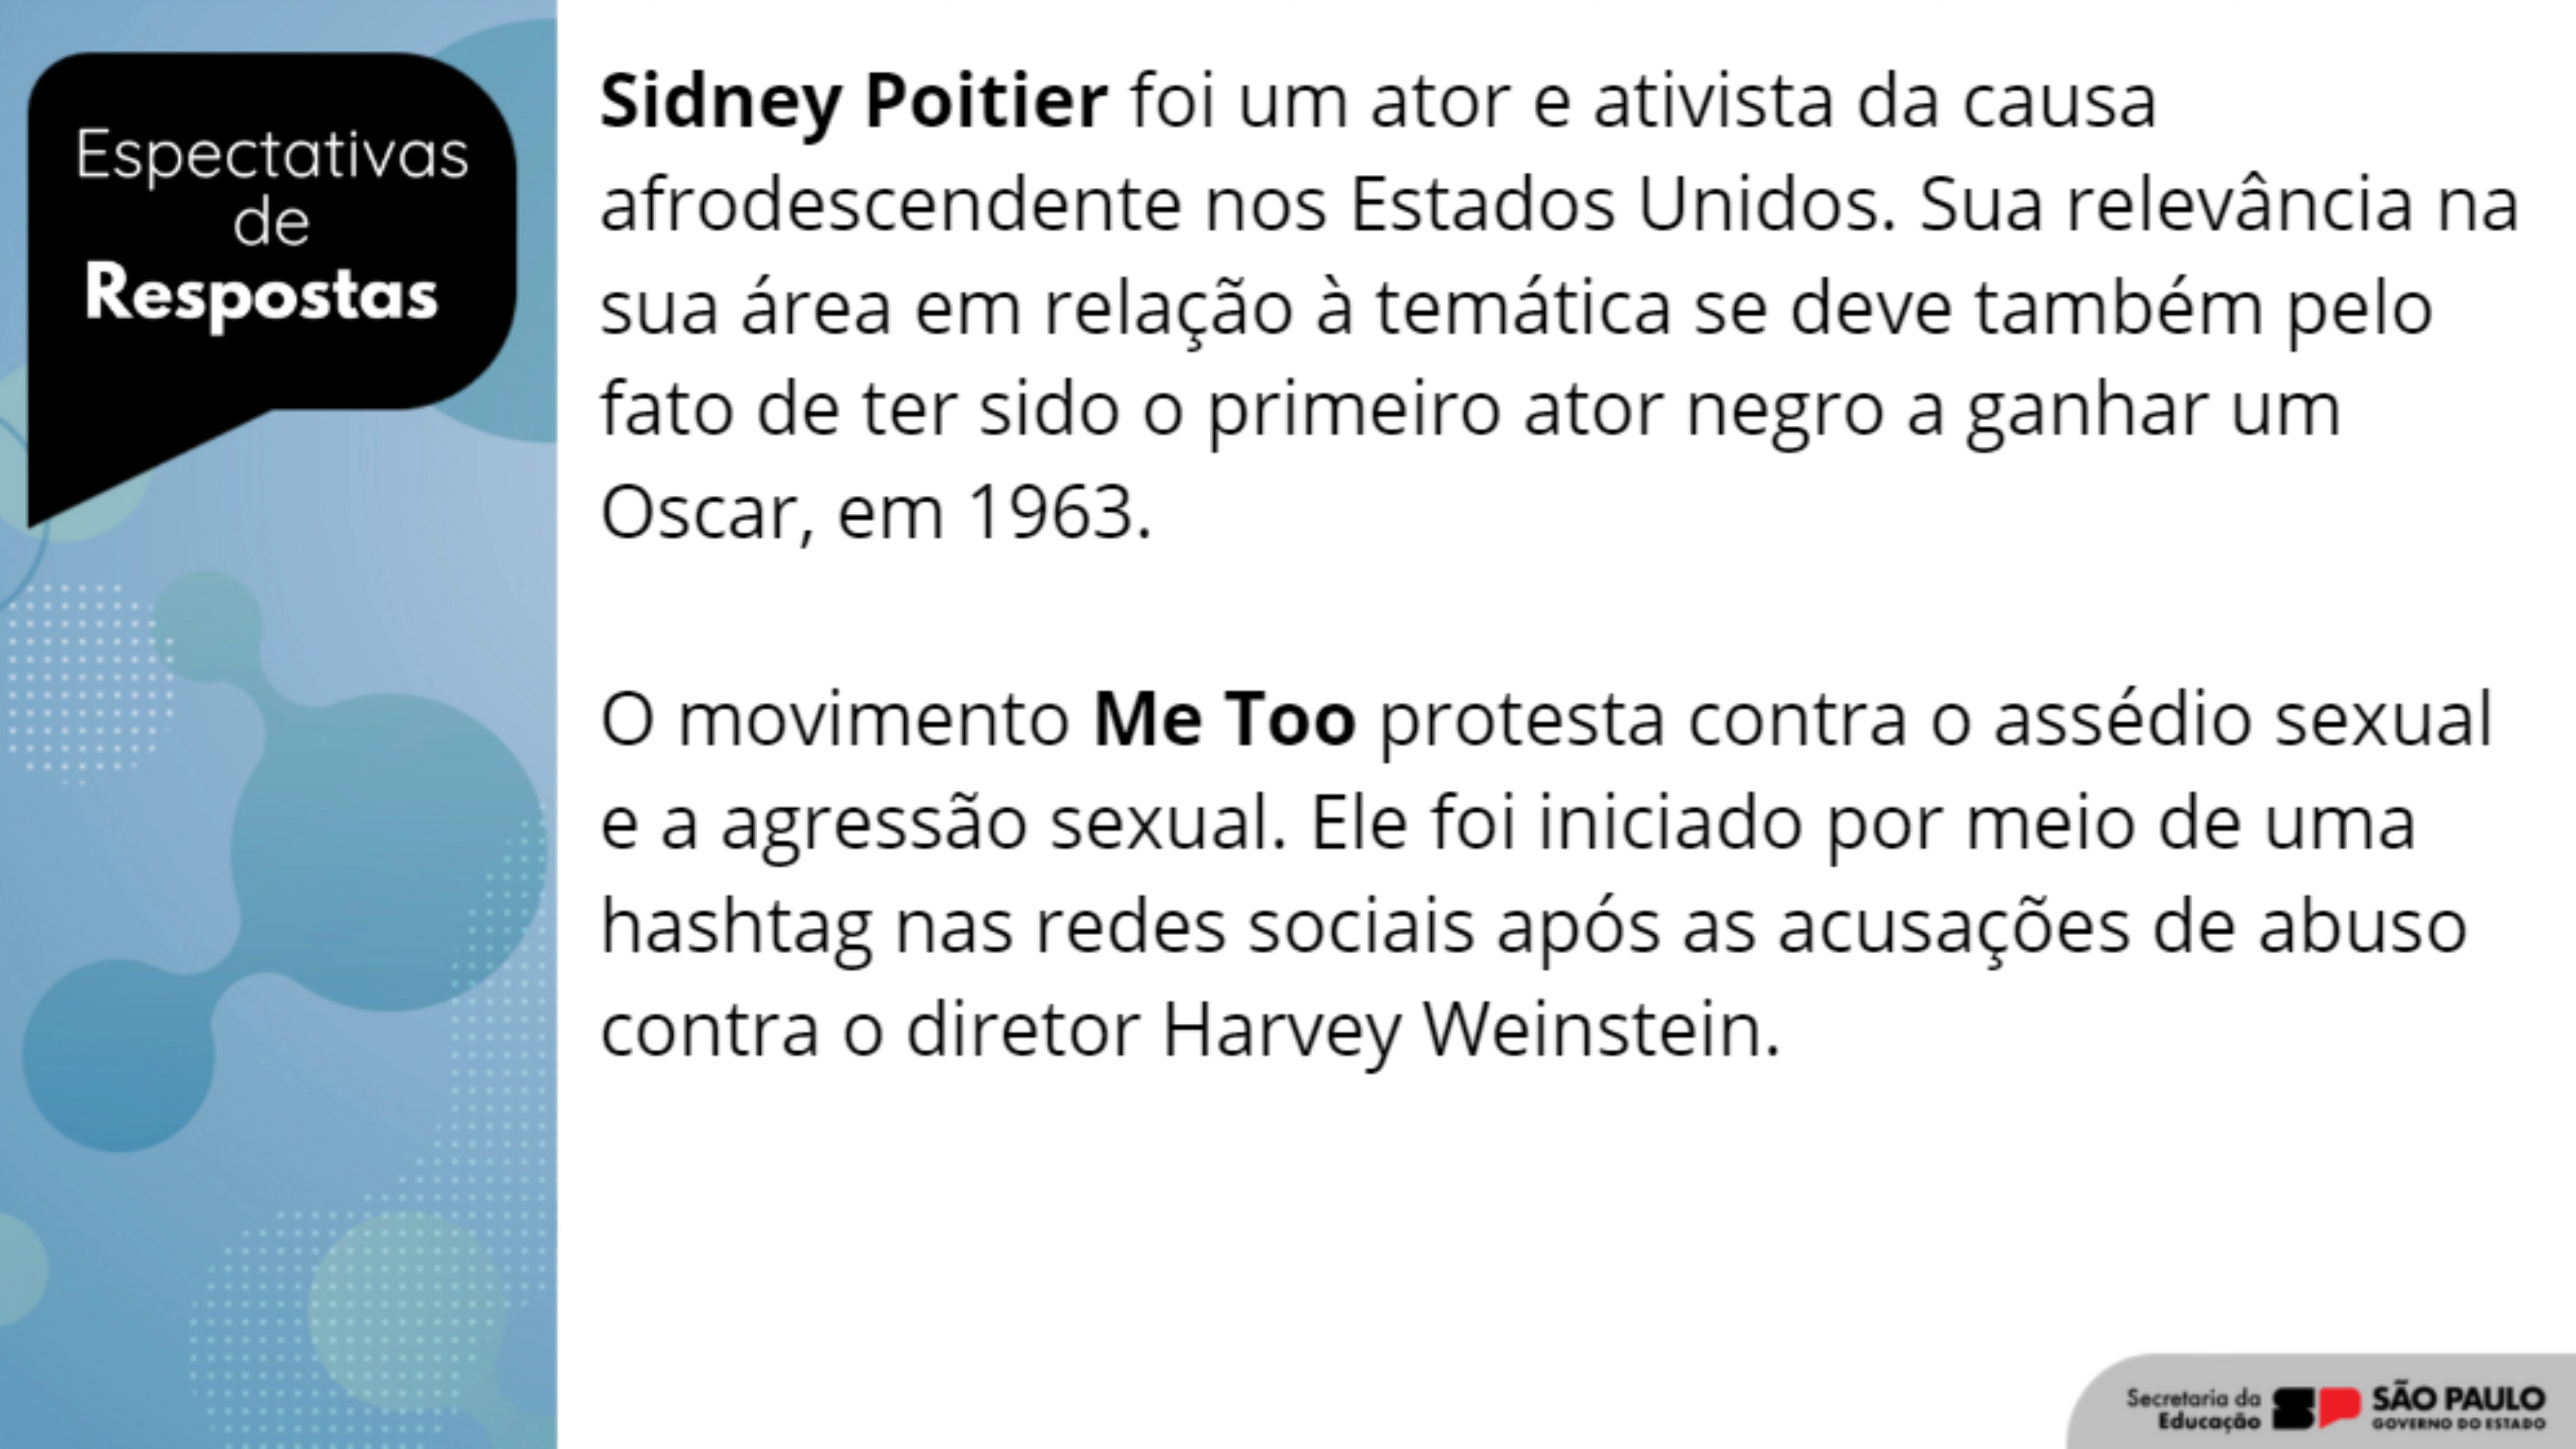 Espectativas
de
Respostas
Sidney Poitier foi um ator e ativista da causa
afrodescendente nos Estados Unidos. Sua relevância na
sua área em relação à temática se deve também pelo
fato de ter sido o primeiro ator negro a ganhar um
Oscar, em 1963.
O movimento Me Too protesta contra o assédio sexual
e a agressão sexual. Ele foi iniciado por meio de uma
hashtag nas redes sociais após as acusações de abuso
contra o diretor Harvey Weinstein.
Secretaria da
Educação
SP
SÃO PAULO
GOVERNO DO ESTADO